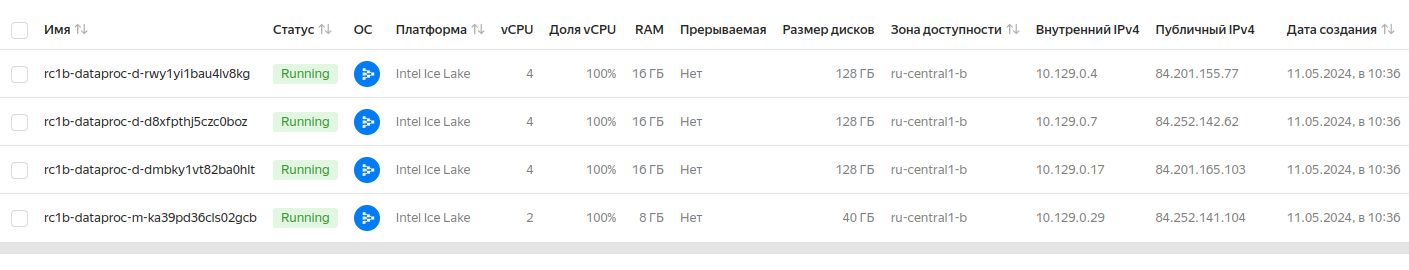 Имя Статус ОС Платформа vCPU Доля vCPU RAM Прерываемая Размер дисков Зона доступности Внутренний IPv4 Публичный IPv4 Дата создания
rc1b-dataproc-d-rwy1yi1bau4lv8kg Running Intel Ice Lake 4 100% 16 ГБ Нет 128 ГБ ru-central1-b 10.129.0.4 84.201.155.77 11.05.2024, в 10:36
rc1b-dataproc-d-d8xfpthj5czc0boz Running Intel Ice Lake 4 100% 16 ГБ Нет 128 ГБ ru-central1-b 10.129.0.7 84.252.142.62 11.05.2024, в 10:36
rc1b-dataproc-d-dmbky1vt82ba0hlt Running Intel Ice Lake 4 100% 16 ГБ Нет 128 ГБ ru-central1-b 10.129.0.17 84.201.165.103 11.05.2024, в 10:36
rc1b-dataproc-m-ka39pd36cls02gcb Running Intel Ice Lake 2 100% 8 ГБ Нет 40 ГБ ru-central1-b 10.129.0.29 84.252.141.104 11.05.2024, в 10:36